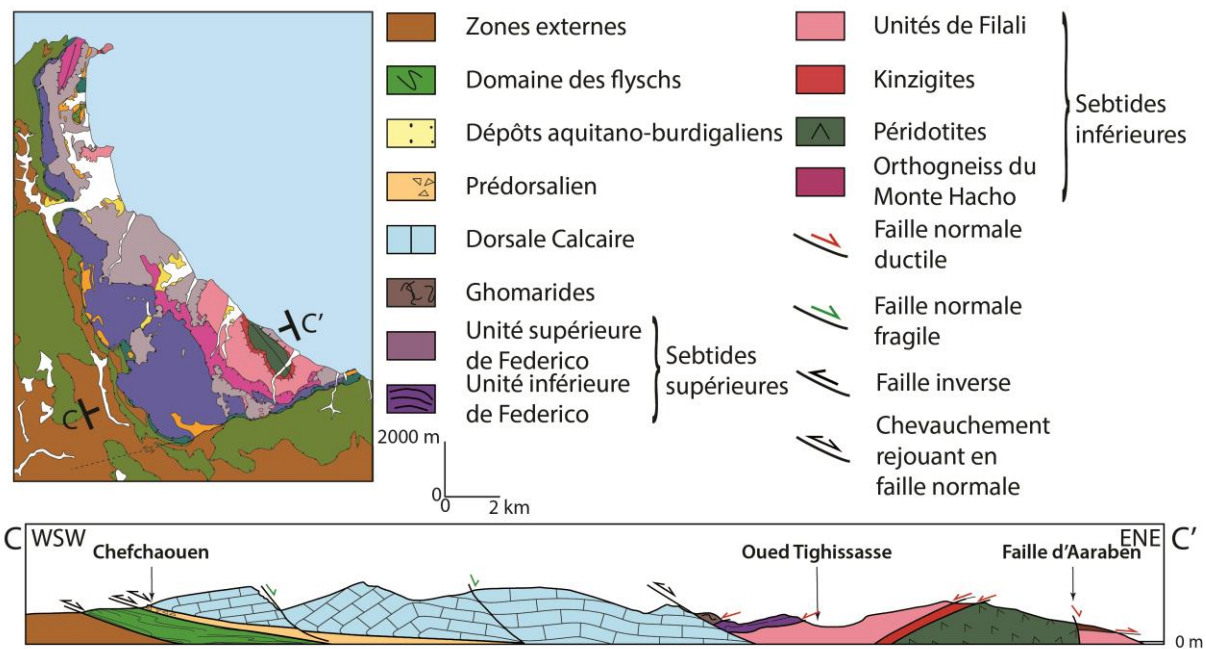 Zones externes
Domaine des flyschs
Dépôts aquitano-burdigaliens
Prédorsalien
Dorsale Calcaire
Ghomarides
Unité supérieure
de Federico
Unité inférieure
de Federico
Sebtides
supérieures
Unités de Filali
Kinzigites
Péridotites
Orthogneiss du
Monte Hacho
Sebtides
inférieures
Faille normale
ductile
Faille normale
fragile
Faille inverse
Chevauchement
rejouant en
faille normale
C'
C
2000 m
0
0 2 km
C WSW ENE C'
Chefchaouen Oued Tighissasse Faille d'Aaraben
0 m